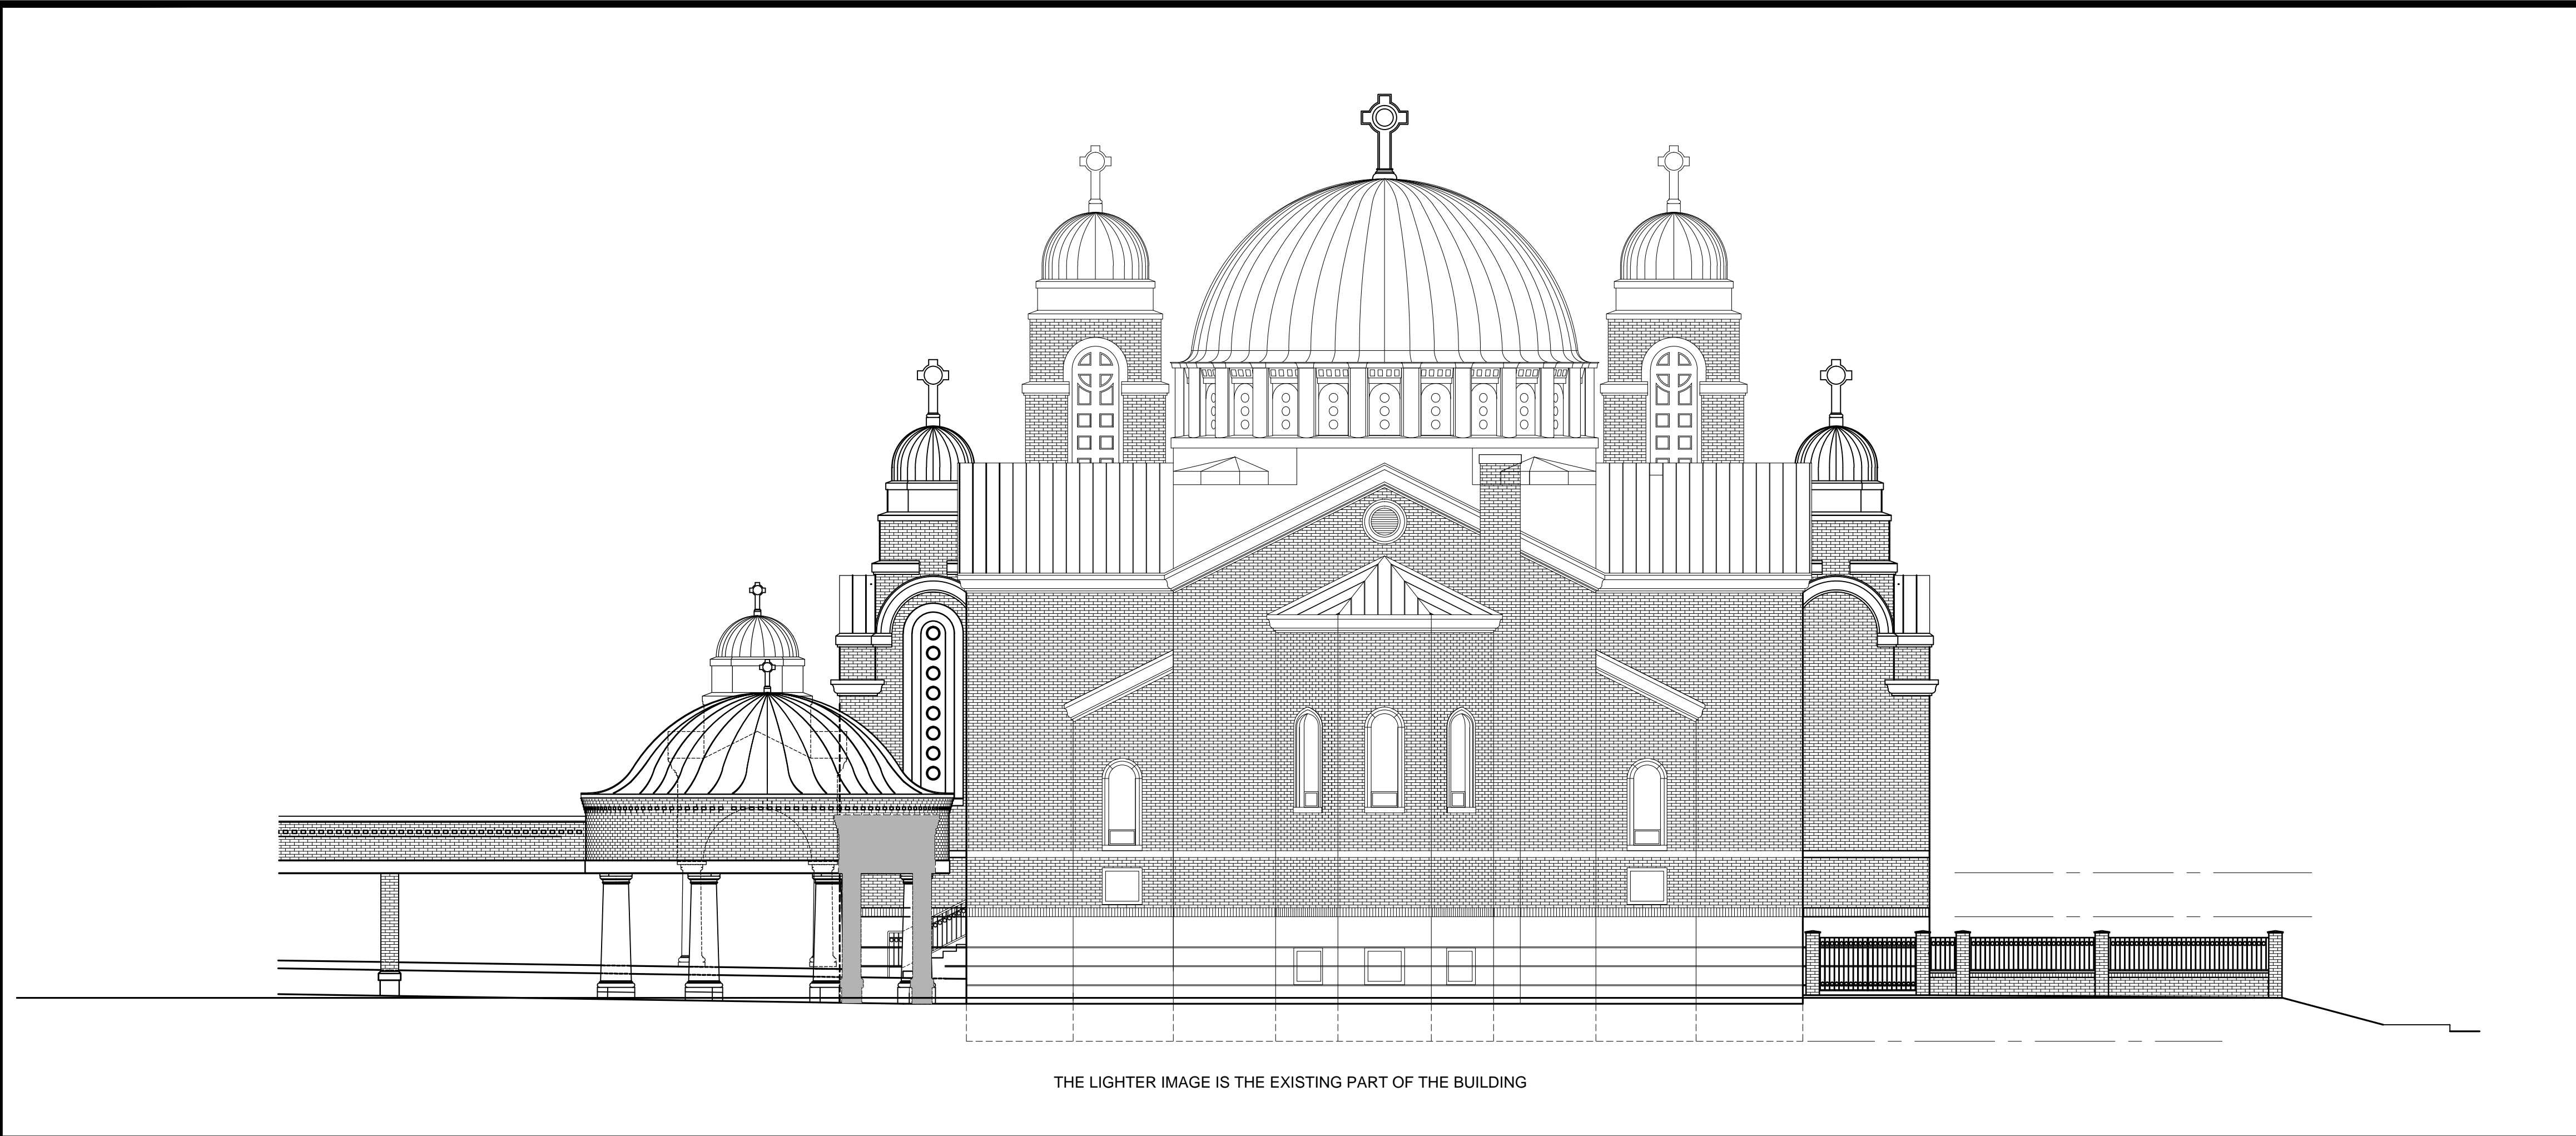 THE LIGHTER IMAGE IS THE EXISTING PART OF THE BUILDING